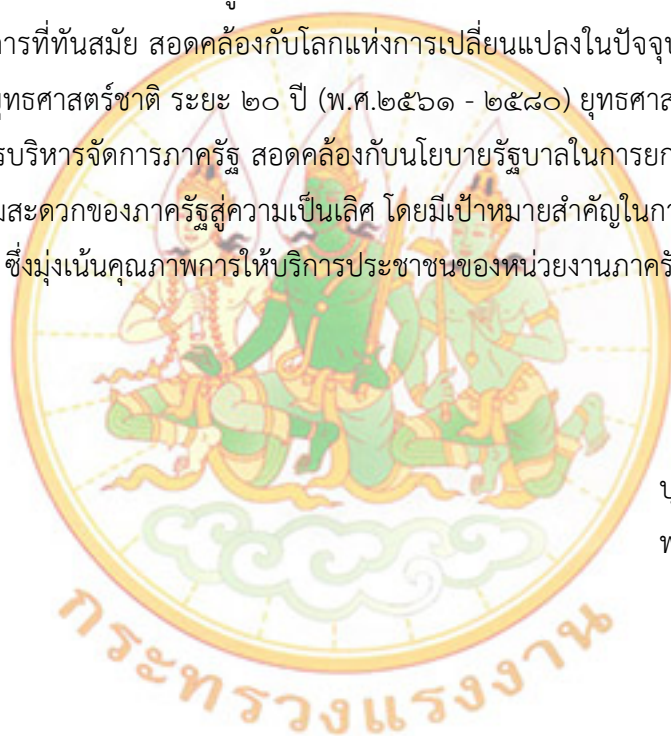 การที่ทันสมัย สอดคล้องกับโลกแห่งการเปลี่ยนแปลงในปัจจุบ
ยุทธศาสตร์ชาติ ระยะ ๒๐ ปี (พ.ศ.๒๕๖๑ - ๒๕๘๐) ยุทธศาส
รบริหารจัดการภาครัฐ สอดคล้องกับนโยบายรัฐบาลในการยก
มสะดวกของภาครัฐสู่ความเป็นเลิศ โดยมีเป้าหมายสำคัญในกา
ซึ่งมุ่งเน้นคุณภาพการให้บริการประชาชนของหน่วยงานภาครั
กระทรวงแรงงาน